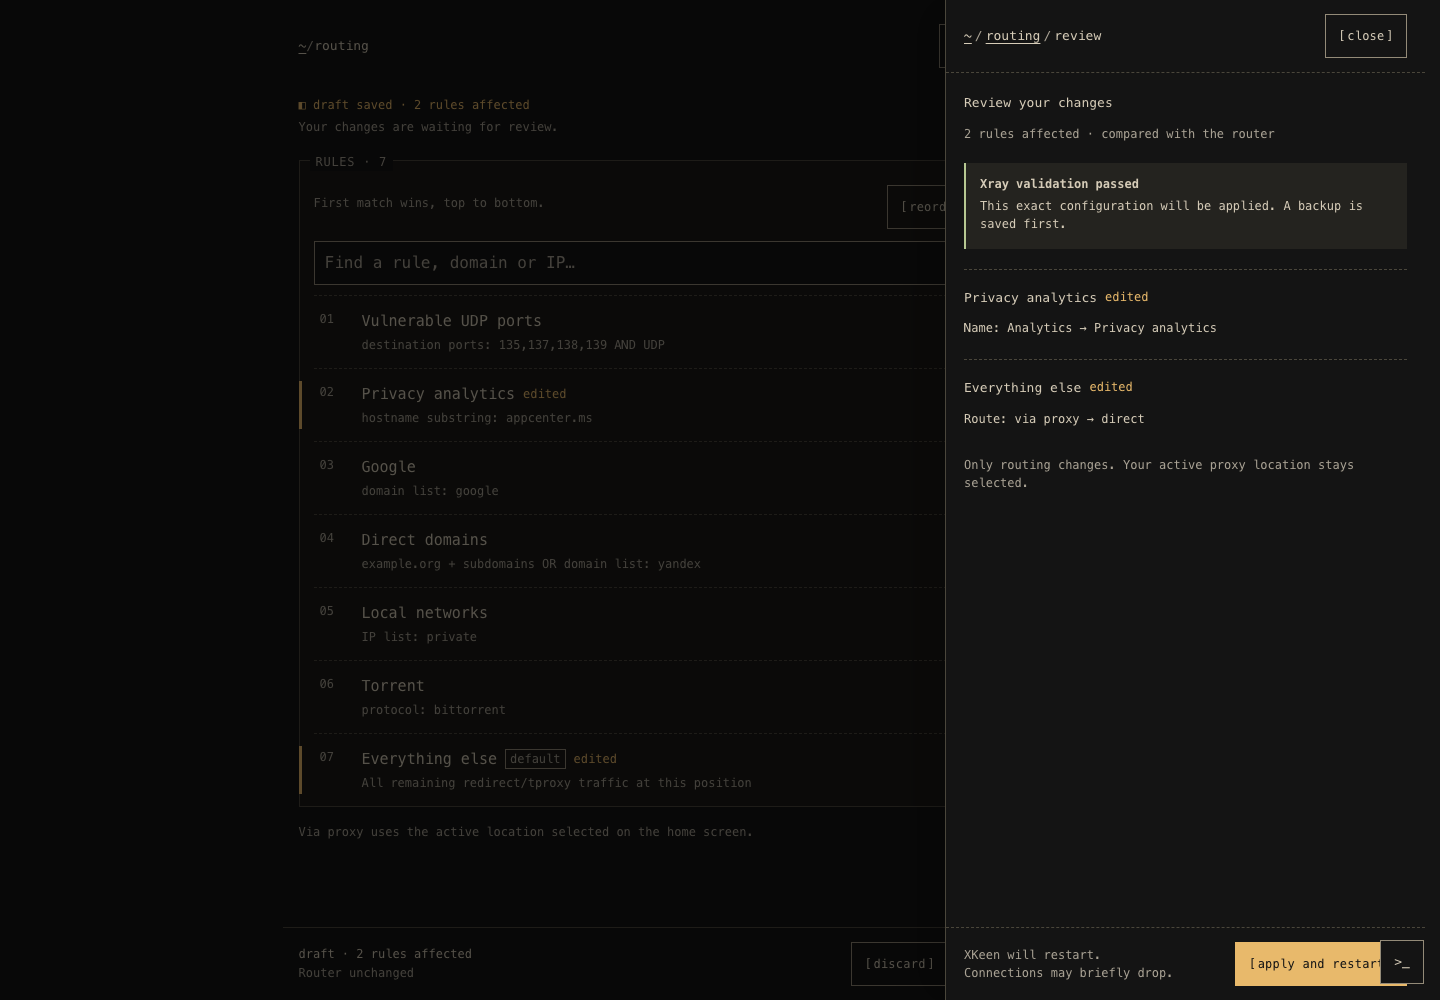 ~/routing
◧ draft saved · 2 rules affected
Your changes are waiting for review.
RULES · 7
First match wins, top to bottom.
[reord
Find a rule, domain or IP…
01 Vulnerable UDP ports
destination ports: 135,137,138,139 AND UDP
02 Privacy analytics edited
hostname substring: appcenter.ms
03 Google
domain list: google
04 Direct domains
example.org + subdomains OR domain list: yandex
05 Local networks
IP list: private
06 Torrent
protocol: bittorrent
07 Everything else default edited
All remaining redirect/tproxy traffic at this position
Via proxy uses the active location selected on the home screen.
draft · 2 rules affected
Router unchanged
[discard]
~/routing/review
[close]
Review your changes
2 rules affected · compared with the router
Xray validation passed
This exact configuration will be applied. A backup is
saved first.
Privacy analytics edited
Name: Analytics → Privacy analytics
Everything else edited
Route: via proxy → direct
Only routing changes. Your active proxy location stays
selected.
XKeen will restart.
Connections may briefly drop.
[apply and restart
>_